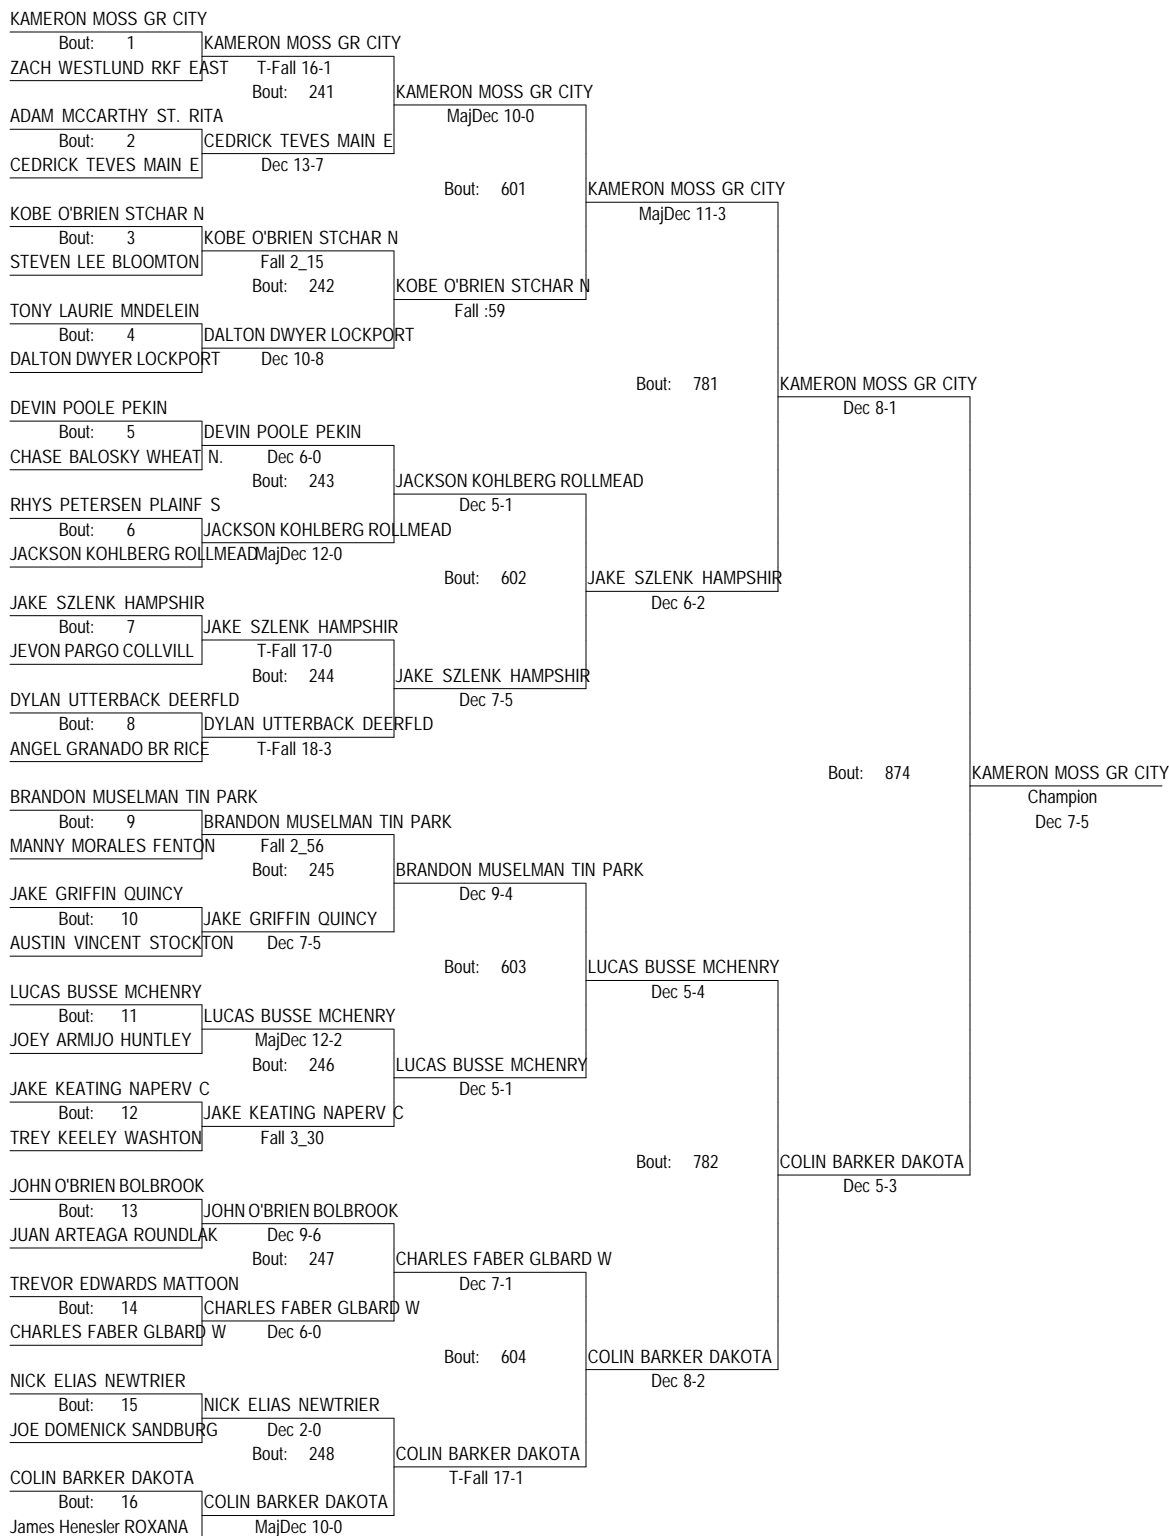 KAMERON MOSS GR CITY
Bout: 1 KAMERON MOSS GR CITY
ZACH WESTLUND RKF EAST T-Fall 16-1
Bout: 241 KAMERON MOSS GR CITY
ADAM MCCARTHY ST. RITA MajDec 10-0
Bout: 2 CEDRICK TEVES MAIN E
CEDRICK TEVES MAIN E Dec 13-7
Bout: 601 KAMERON MOSS GR CITY
KOBE O'BRIEN STCHAR N MajDec 11-3
Bout: 3 KOBE O'BRIEN STCHAR N
STEVEN LEE BLOOMTON Fall 2_15
Bout: 242 KOBE O'BRIEN STCHAR N
TONY LAURIE MNDELEIN Fall :59
Bout: 4 DALTON DWYER LOCKPORT
DALTON DWYER LOCKPORT Dec 10-8
Bout: 781 KAMERON MOSS GR CITY
DEVIN POOLE PEKIN Dec 8-1
Bout: 5 DEVIN POOLE PEKIN
CHASE BALOSKY WHEAT N. Dec 6-0
Bout: 243 JACKSON KOHLBERG ROLLMEAD
RHYS PETERSEN PLAINF S Dec 5-1
Bout: 6 JACKSON KOHLBERG ROLLMEAD
JACKSON KOHLBERG ROLLMEAD MajDec 12-0
Bout: 602 JAKE SZLENK HAMPSHIR
JAKE SZLENK HAMPSHIR Dec 6-2
Bout: 7 JAKE SZLENK HAMPSHIR
JEVON PARGO COLLVILL T-Fall 17-0
Bout: 244 JAKE SZLENK HAMPSHIR
DYLAN UTTERBACK DEERFLD Dec 7-5
Bout: 8 DYLAN UTTERBACK DEERFLD
ANGEL GRANADO BR RICE T-Fall 18-3
Bout: 874 KAMERON MOSS GR CITY
BRANDON MUSELMAN TIN PARK Champion
Bout: 9 BRANDON MUSELMAN TIN PARK Dec 7-5
MANNY MORALES FENTON Fall 2_56
Bout: 245 BRANDON MUSELMAN TIN PARK
JAKE GRIFFIN QUINCY Dec 9-4
Bout: 10 JAKE GRIFFIN QUINCY
AUSTIN VINCENT STOCKTON Dec 7-5
Bout: 603 LUCAS BUSSE MCHENRY
LUCAS BUSSE MCHENRY Dec 5-4
Bout: 11 LUCAS BUSSE MCHENRY
JOEY ARMIJO HUNTLEY MajDec 12-2
Bout: 246 LUCAS BUSSE MCHENRY
JAKE KEATING NAPERV C Dec 5-1
Bout: 12 JAKE KEATING NAPERV C
TREY KEELEY WASHTON Fall 3_30
Bout: 782 COLIN BARKER DAKOTA
JOHN O'BRIEN BOLBROOK Dec 5-3
Bout: 13 JOHN O'BRIEN BOLBROOK
JUAN ARTEAGA ROUNDLAK Dec 9-6
Bout: 247 CHARLES FABER GLBARD W
TREVOR EDWARDS MATTOON Dec 7-1
Bout: 14 CHARLES FABER GLBARD W
CHARLES FABER GLBARD W Dec 6-0
Bout: 604 COLIN BARKER DAKOTA
NICK ELIAS NEWTRIER Dec 8-2
Bout: 15 NICK ELIAS NEWTRIER
JOE DOMENICK SANDBURG Dec 2-0
Bout: 248 COLIN BARKER DAKOTA
COLIN BARKER DAKOTA T-Fall 17-1
Bout: 16 COLIN BARKER DAKOTA
James Henesler ROXANA MajDec 10-0